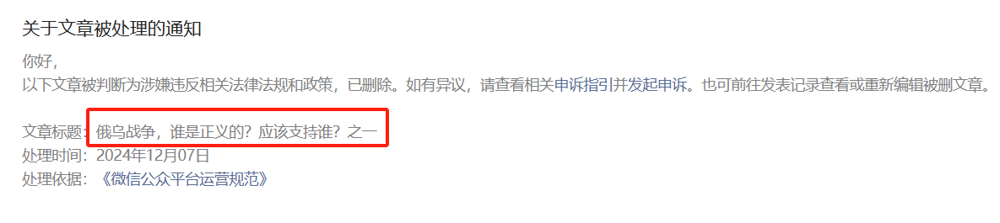 关于文章被处理的通知
你好，
以下文章被判断为涉嫌违反相关法律法规和政策，已删除。如有异议，请查看相关申诉指引并发起申诉。也可前往发表记录查看或重新编辑被删文章。
文章标题：俄乌战争，谁是正义的？应该支持谁？之一
处理时间：2024年12月07日
处理依据：《微信公众平台运营规范》